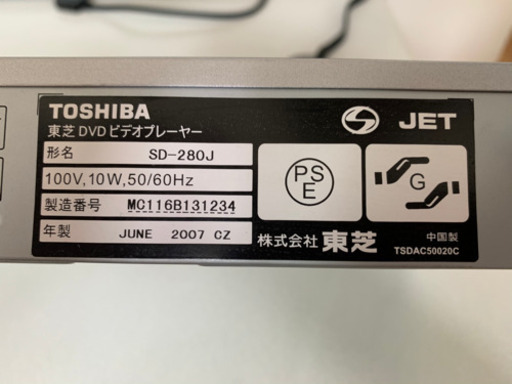 TOSHIBA
東芝DVDビデオプレーヤー
形名 SD-280J
100V,10W,50/60Hz
製造番号 MC116B131234
年製 JUNE 2007 CZ
JET
PS
E
G
株式会社 東芝
中国製
TSDAC50020C